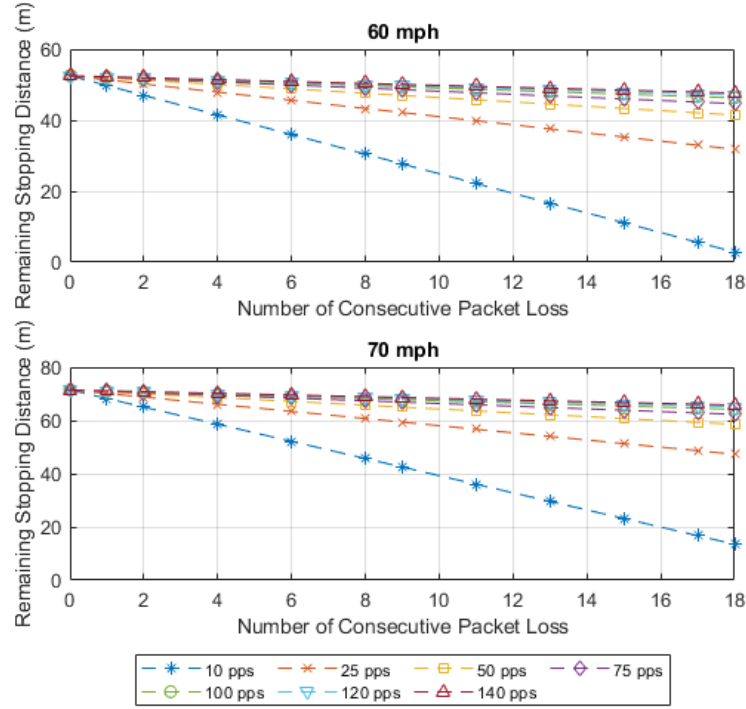 60 mph
Remaining Stopping Distance (m)
60
40
20
0
0 2 4 6 8 10 12 14 16 18
Number of Consecutive Packet Loss
70 mph
Remaining Stopping Distance (m)
80
60
40
20
0
0 2 4 6 8 10 12 14 16 18
Number of Consecutive Packet Loss
10 pps 25 pps 50 pps 75 pps
100 pps 120 pps 140 pps